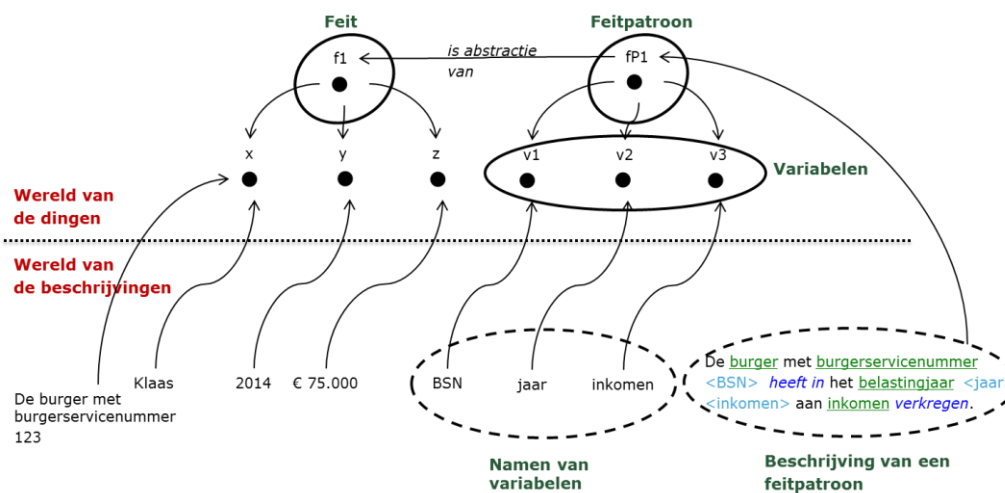 Feit
Feitpatroon
f1
is abstractie
van
fP1
x
y
z
v1
v2
v3
Variabelen
Wereld van
de dingen
Wereld van
de beschrijvingen
Klaas
2014
€ 75.000
BSN
jaar
inkomen
De burger met
burgerservicenummer
123
De burger met burgerservicenummer
<BSN> heeft in het belastingjaar <jaar
<inkomen> aan inkomen verkregen.
Namen van
variabelen
Beschrijving van een
feitpatroon